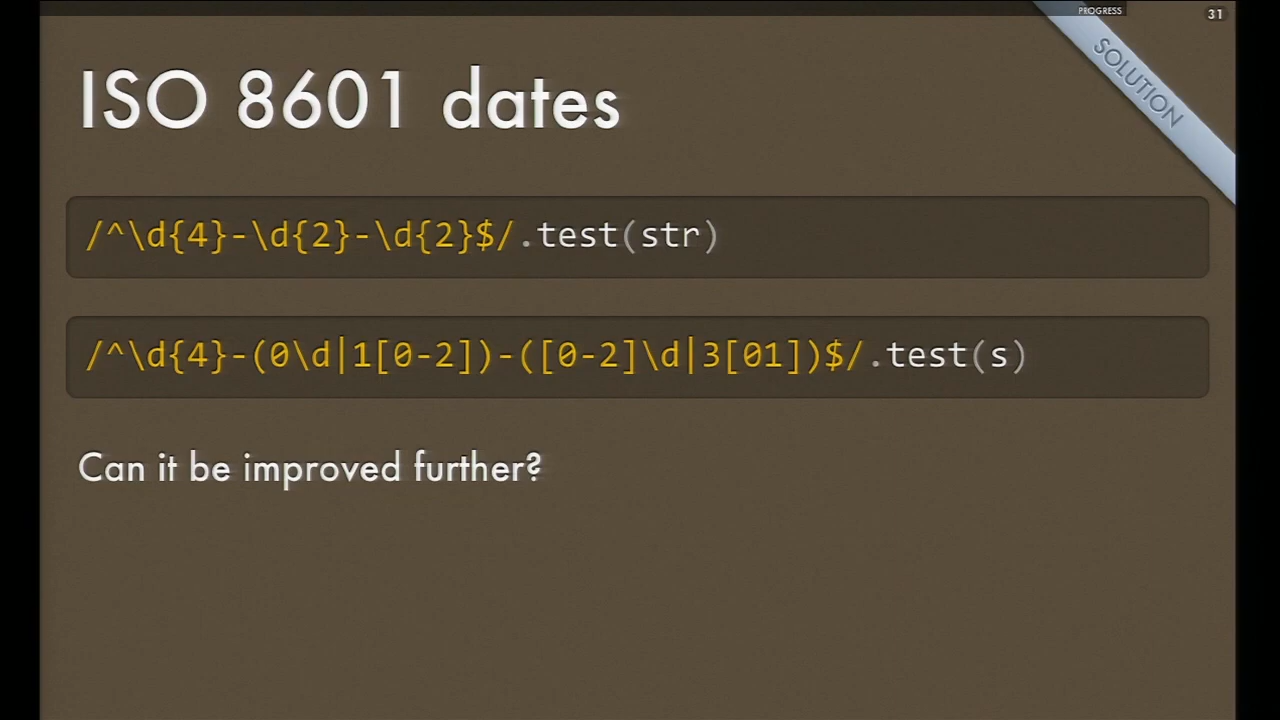 PROGRESS
31
SOLUTION
ISO 8601 dates
/^\d{4}-\d{2}-\d{2}$/.test(str)
/^\d{4}-(0\d|1[0-2])-([0-2]\d|3[01])$/.test(s)
Can it be improved further?